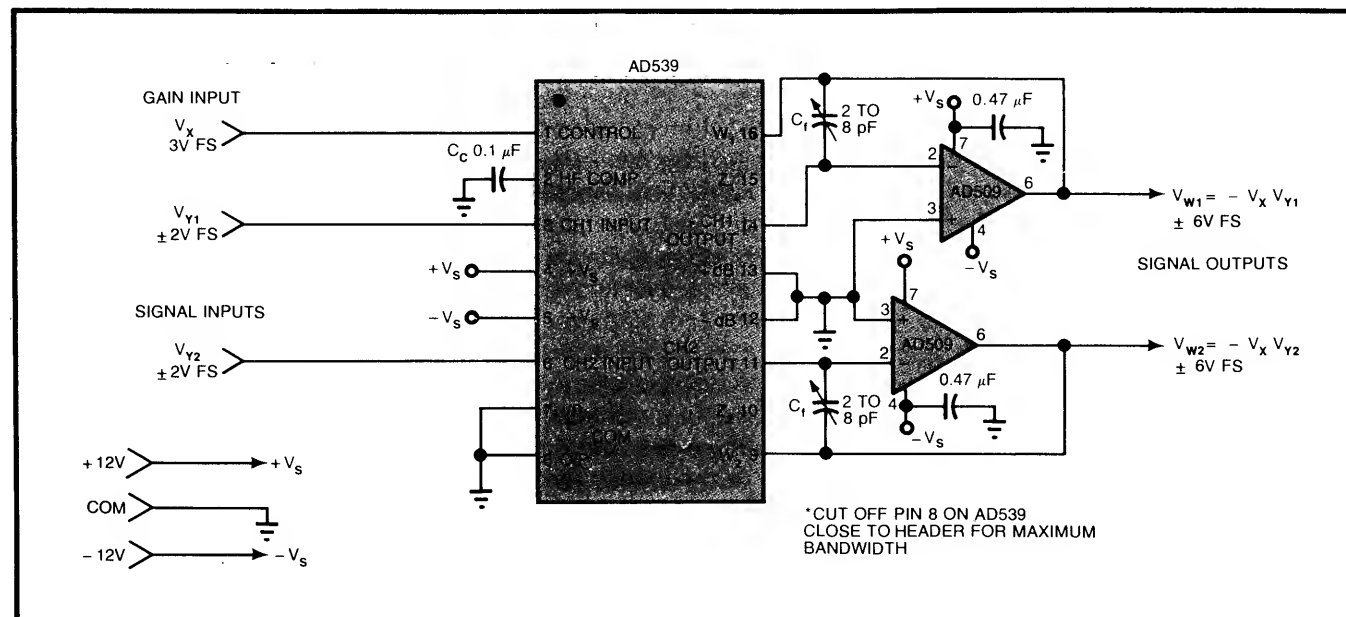 AD539
GAIN INPUT
V_X
3V FS
C_C 0.1 µF
V_Y1
± 2V FS
+V_S
−V_S
SIGNAL INPUTS
V_Y2
± 2V FS
+12V
+V_S
COM
−12V
−V_S
1 CONTROL
2 HF COMP
3 CH1 INPUT
4 +V_S
5 −V_S
6 CH2 INPUT
7
8
COM
W_1 16
Z_1 15
CH1 14
OUTPUT
dB 13
dB 12
CH2
OUTPUT 11
Z_2 10
W_2 9
C_f
2 TO
8 pF
+V_S
0.47 µF
7
2
−
AD509
6
3
+
4
−V_S
V_W1 = − V_X V_Y1
± 6V FS
SIGNAL OUTPUTS
+V_S
7
3
+
AD509
6
2
−
4
0.47 µF
−V_S
C_f
2 TO
8 pF
V_W2 = − V_X V_Y2
± 6V FS
*CUT OFF PIN 8 ON AD539
CLOSE TO HEADER FOR MAXIMUM
BANDWIDTH